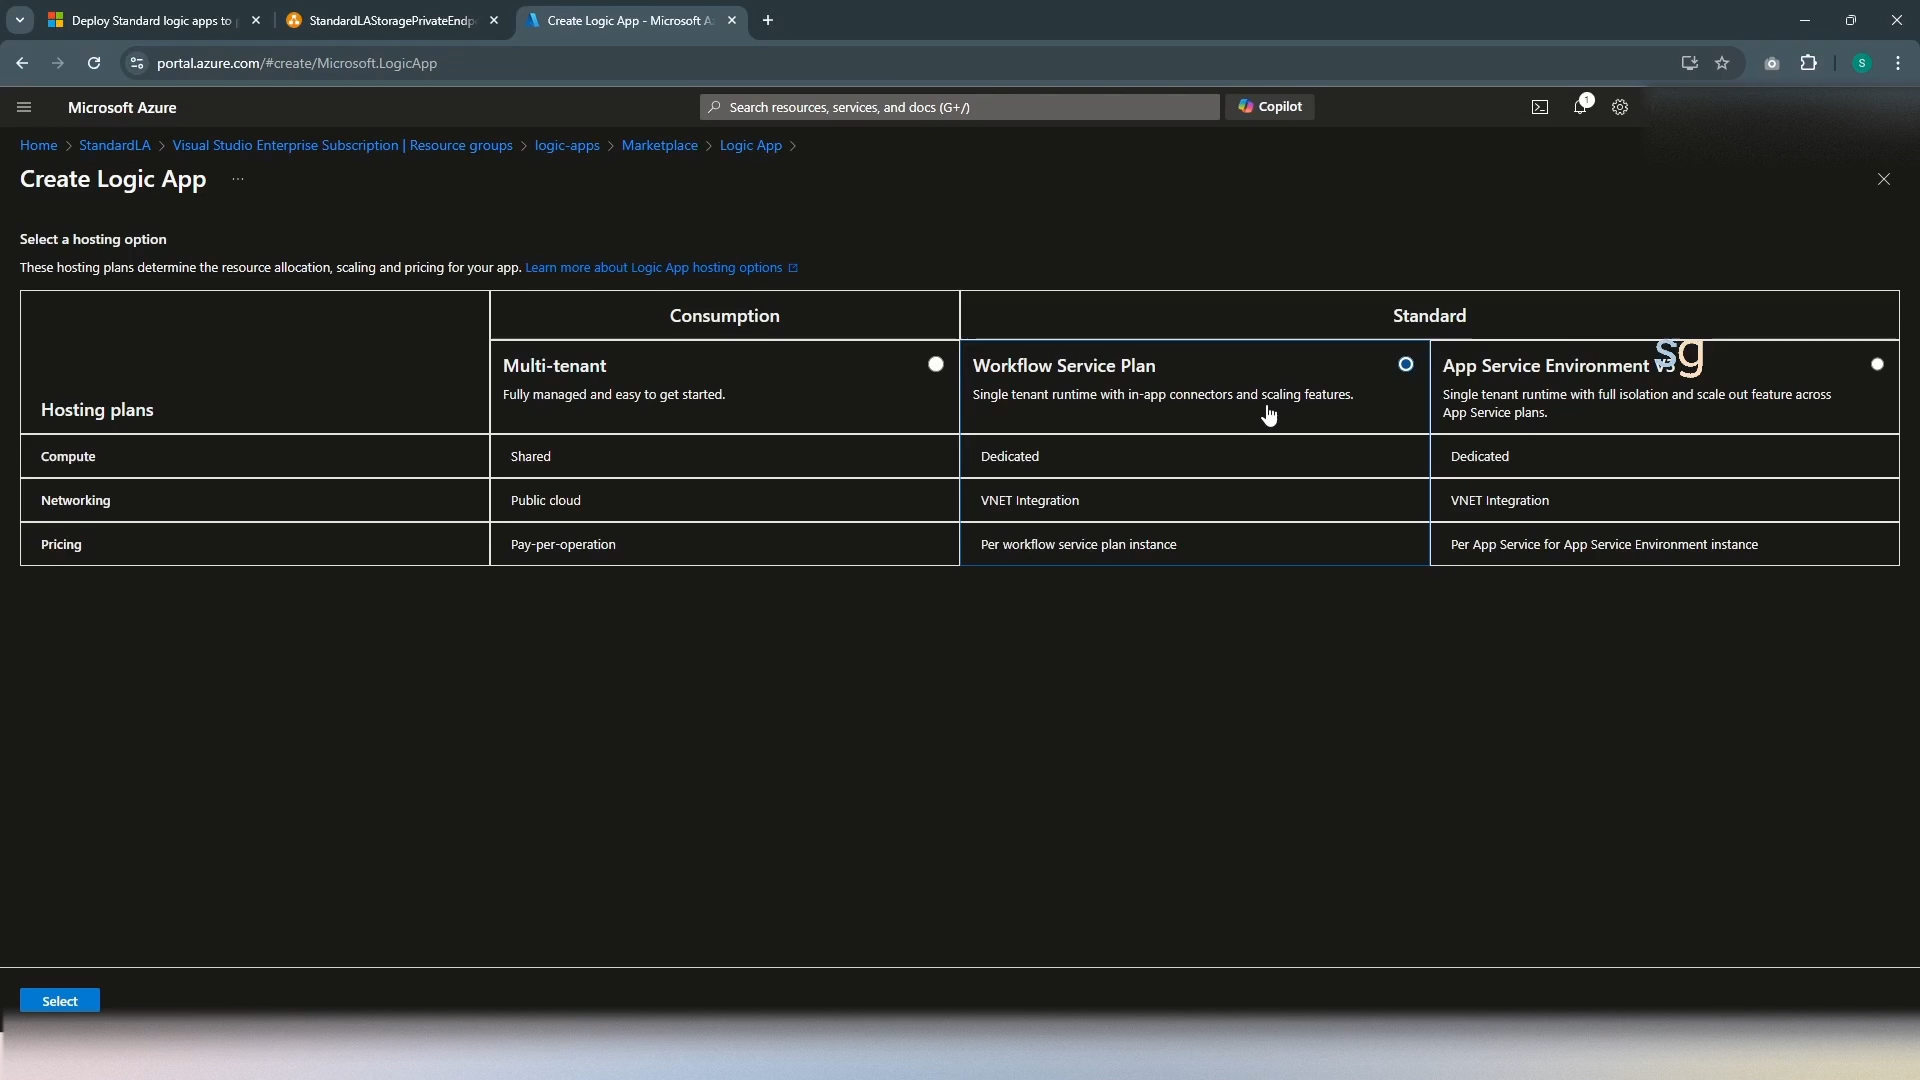 Deploy Standard logic apps to
StandardLAStoragePrivateEndp
Create Logic App - Microsoft A
portal.azure.com/#create/Microsoft.LogicApp
S
Microsoft Azure
Search resources, services, and docs (G+/)
Copilot
1
Home > StandardLA > Visual Studio Enterprise Subscription | Resource groups > logic-apps > Marketplace > Logic App >
Create Logic App ...
Select a hosting option
These hosting plans determine the resource allocation, scaling and pricing for your app. Learn more about Logic App hosting options
Consumption
Standard
Hosting plans
Multi-tenant
Fully managed and easy to get started.
Workflow Service Plan
Single tenant runtime with in-app connectors and scaling features.
App Service Environment V3
sg
Single tenant runtime with full isolation and scale out feature across
App Service plans.
Compute
Shared
Dedicated
Dedicated
Networking
Public cloud
VNET Integration
VNET Integration
Pricing
Pay-per-operation
Per workflow service plan instance
Per App Service for App Service Environment instance
Select